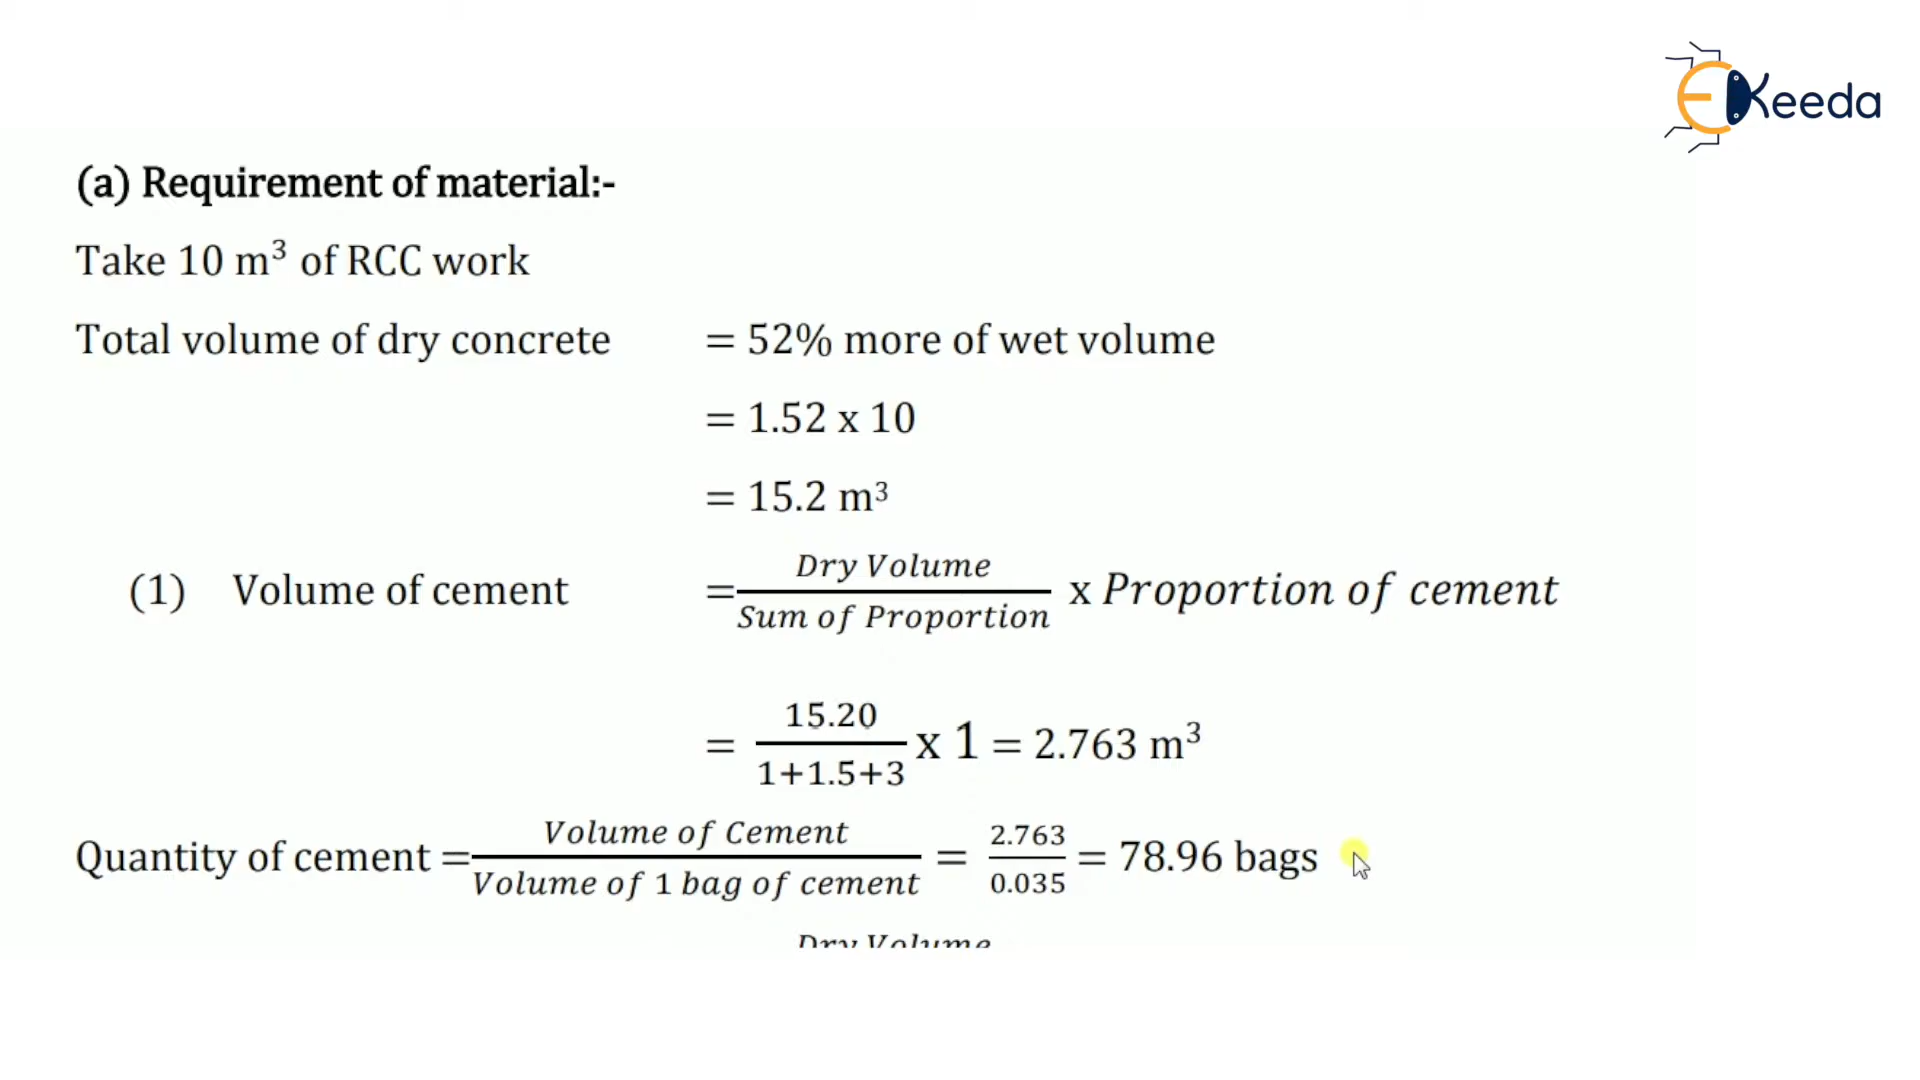 EKeeda
(a) Requirement of material:-
Take 10 m³ of RCC work
Total volume of dry concrete = 52% more of wet volume
= 1.52 x 10
= 15.2 m³
(1) Volume of cement = Dry Volume / Sum of Proportion x Proportion of cement
= 15.20 / 1+1.5+3 x 1 = 2.763 m³
Quantity of cement = Volume of Cement / Volume of 1 bag of cement = 2.763 / 0.035 = 78.96 bags
Dry Volume